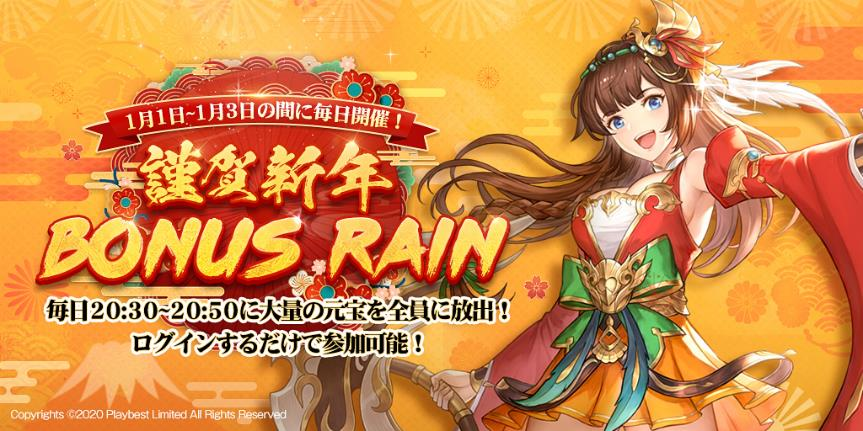 1月1日~1月3日の間に毎日開催！
謹賀新年
BONUS RAIN
毎日20:30~20:50に大量の元宝を全員に放出！
ログインするだけで参加可能！
Copyrights ©2020 Playbest Limited All Rights Reserved